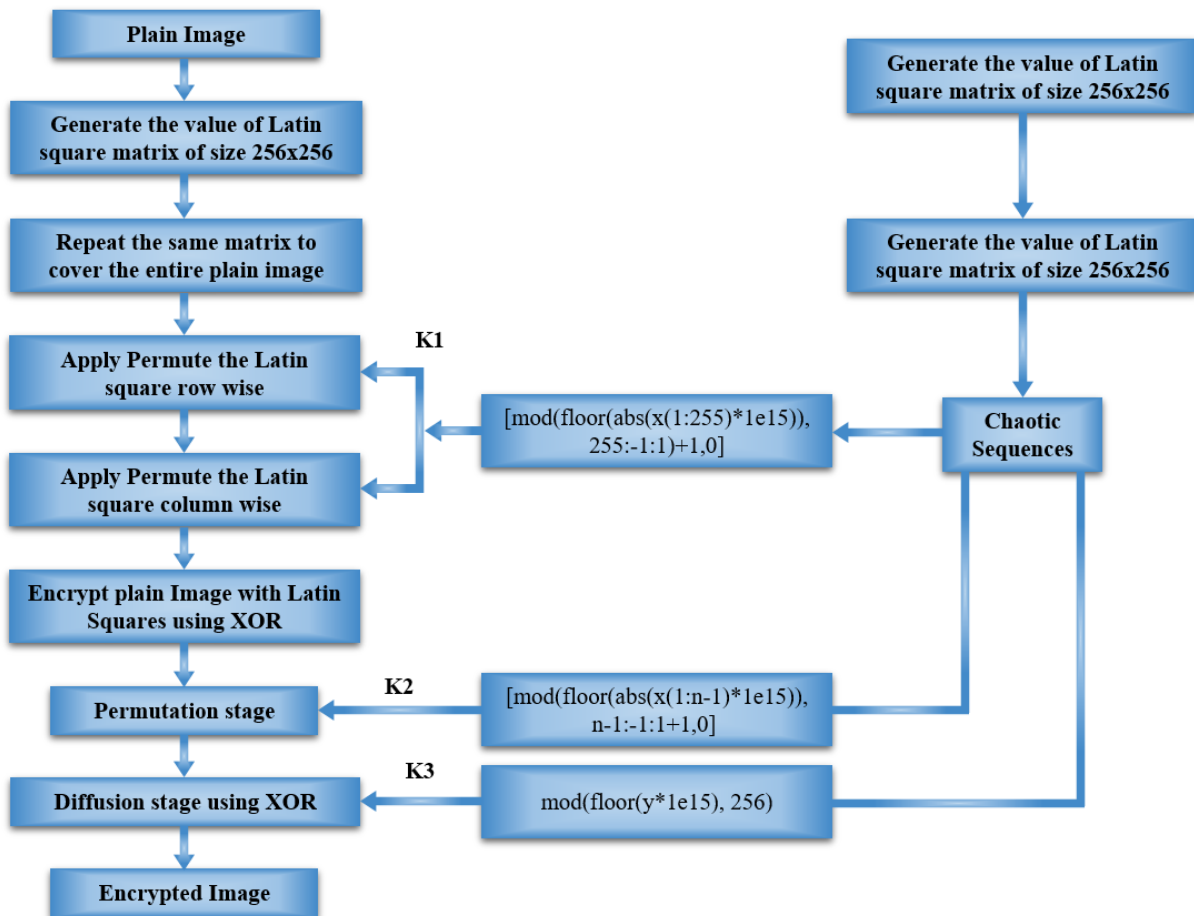 Plain Image
Generate the value of Latin
square matrix of size 256x256
Repeat the same matrix to
cover the entire plain image
Apply Permute the Latin
square row wise
Apply Permute the Latin
square column wise
Encrypt plain Image with Latin
Squares using XOR
Permutation stage
Diffusion stage using XOR
Encrypted Image
K1
[mod(floor(abs(x(1:255)*1e15)),
255:-1:1)+1,0]
K2
[mod(floor(abs(x(1:n-1)*1e15)),
n-1:-1:1+1,0]
K3
mod(floor(y*1e15), 256)
Generate the value of Latin
square matrix of size 256x256
Generate the value of Latin
square matrix of size 256x256
Chaotic
Sequences